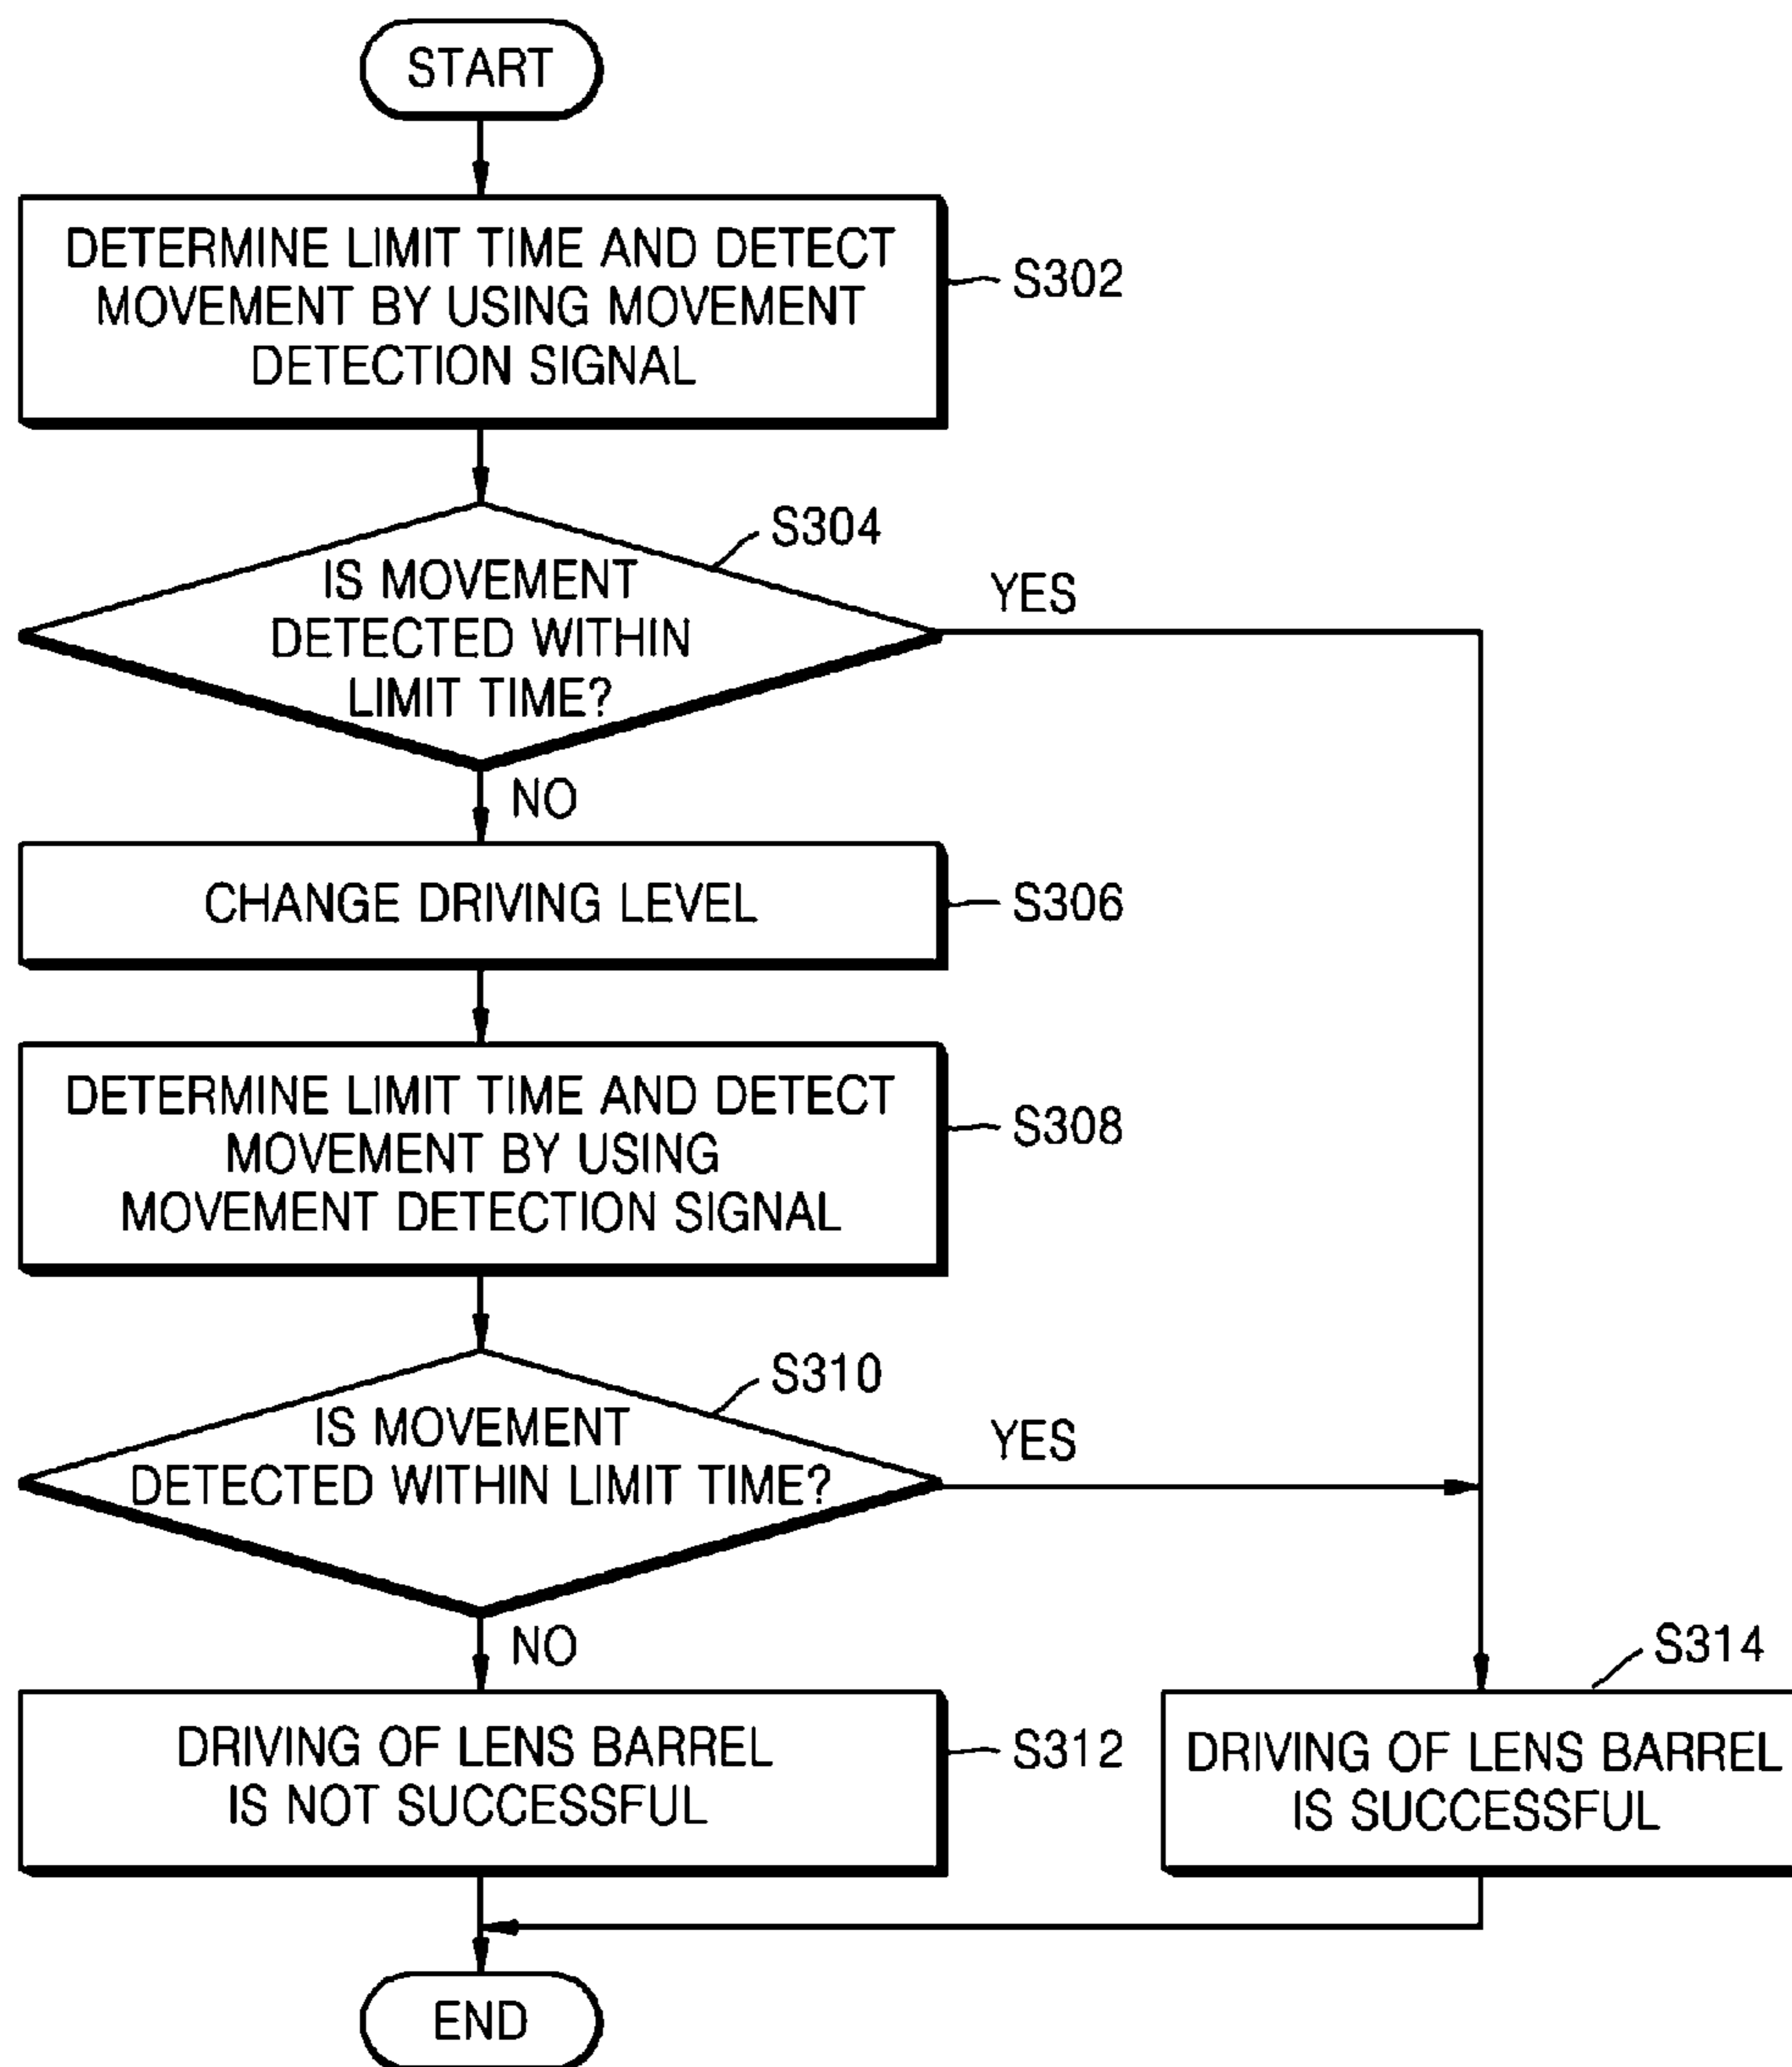 START
DETERMINE LIMIT TIME AND DETECT
MOVEMENT BY USING MOVEMENT
DETECTION SIGNAL
S302
S304
IS MOVEMENT
DETECTED WITHIN
LIMIT TIME?
YES
NO
CHANGE DRIVING LEVEL
S306
DETERMINE LIMIT TIME AND DETECT
MOVEMENT BY USING
MOVEMENT DETECTION SIGNAL
S308
S310
IS MOVEMENT
DETECTED WITHIN LIMIT TIME?
YES
NO
DRIVING OF LENS BARREL
IS NOT SUCCESSFUL
S312
S314
DRIVING OF LENS BARREL
IS SUCCESSFUL
END